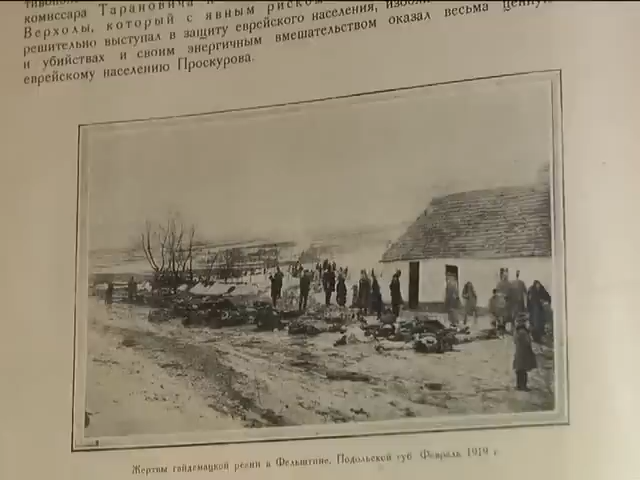 комиссара Тарановича и
Верхолы, который с явным риском
решительно выступал в защиту еврейского населения,
и убийствах и своим энергичным вмешательством оказал весьма
еврейскому населению Проскурова.
Жертвы гайдемацкой резни в Фельштине, Подольской губ. Февраль 1919 г.